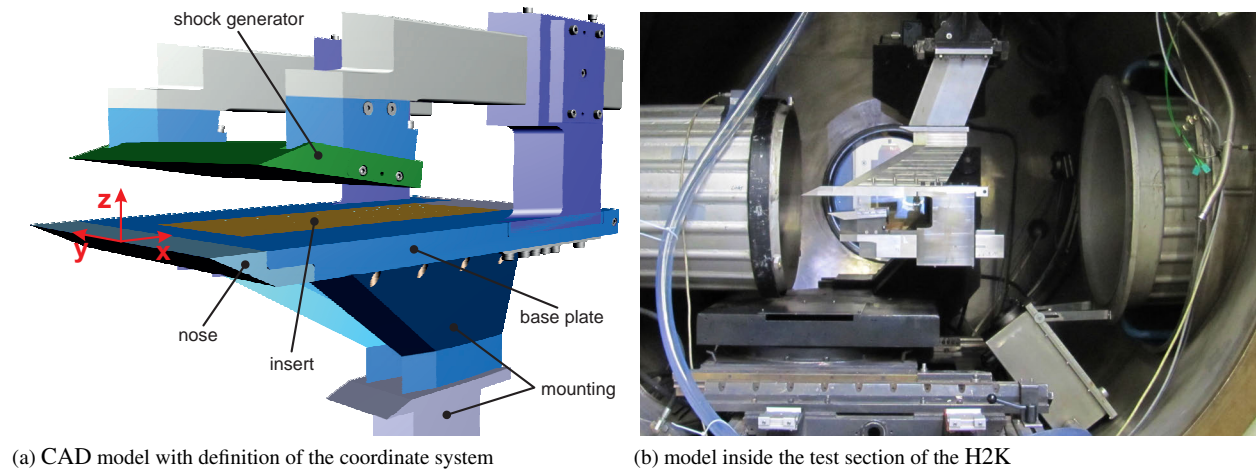 shock generator
z
y
x
nose
insert
base plate
mounting
(a) CAD model with definition of the coordinate system
(b) model inside the test section of the H2K